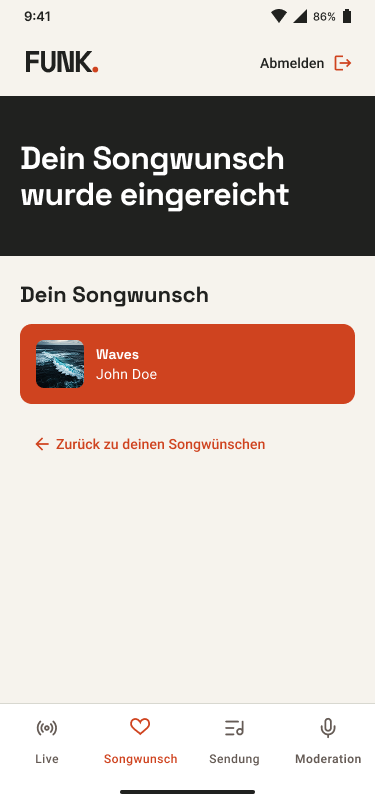 9:41
86%
FUNK.
Abmelden
Dein Songwunsch
wurde eingereicht
Dein Songwunsch
Waves
John Doe
Zurück zu deinen Songwünschen
Live
Songwunsch
Sendung
Moderation